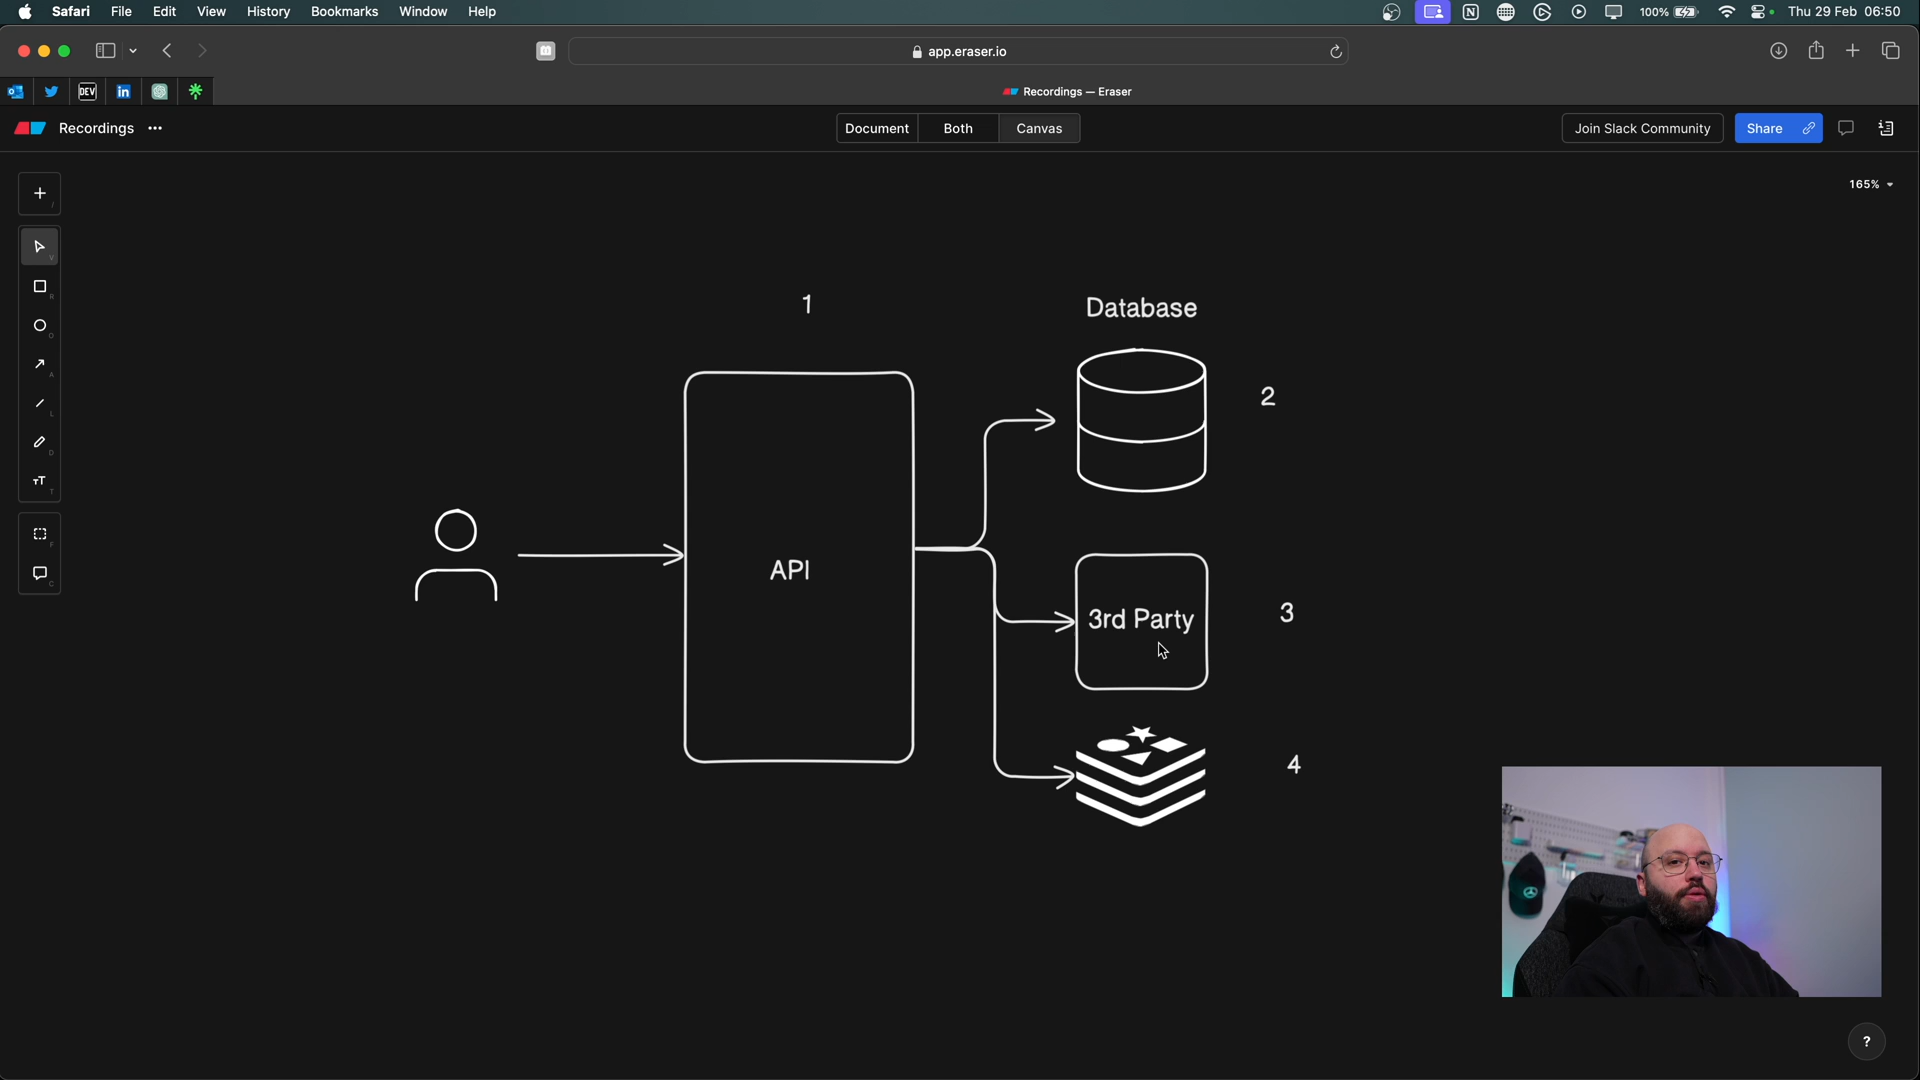 Safari File Edit View History Bookmarks Window Help
100% Thu 29 Feb 06:50
app.eraser.io
DEV
Recordings — Eraser
Recordings
Document Both Canvas
Join Slack Community Share
165%
/
V
R
O
A
L
D
T
F
C
1
Database
2
API
3rd Party
3
4
?